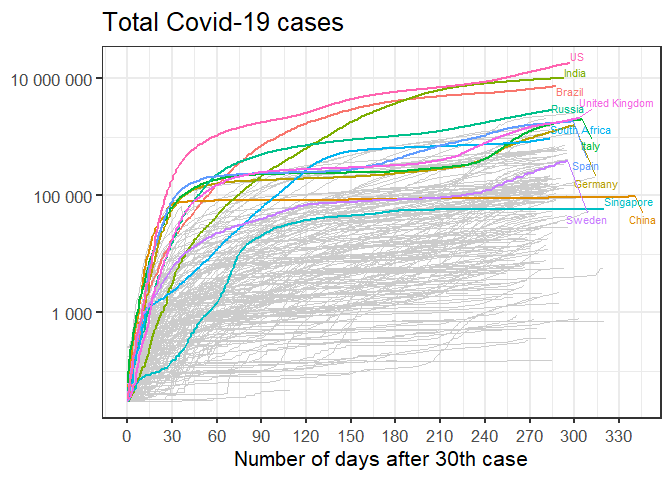 Total Covid-19 cases
10 000 000
100 000
1 000
US
India
Brazil
Russia
United Kingdom
South Africa
Italy
Spain
Germany
Singapore
Sweden
China
0 30 60 90 120 150 180 210 240 270 300 330
Number of days after 30th case